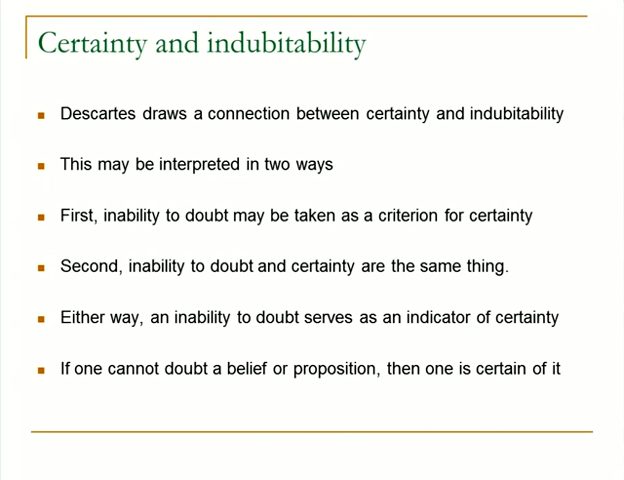 Certainty and indubitability
Descartes draws a connection between certainty and indubitability
This may be interpreted in two ways
First, inability to doubt may be taken as a criterion for certainty
Second, inability to doubt and certainty are the same thing.
Either way, an inability to doubt serves as an indicator of certainty
If one cannot doubt a belief or proposition, then one is certain of it